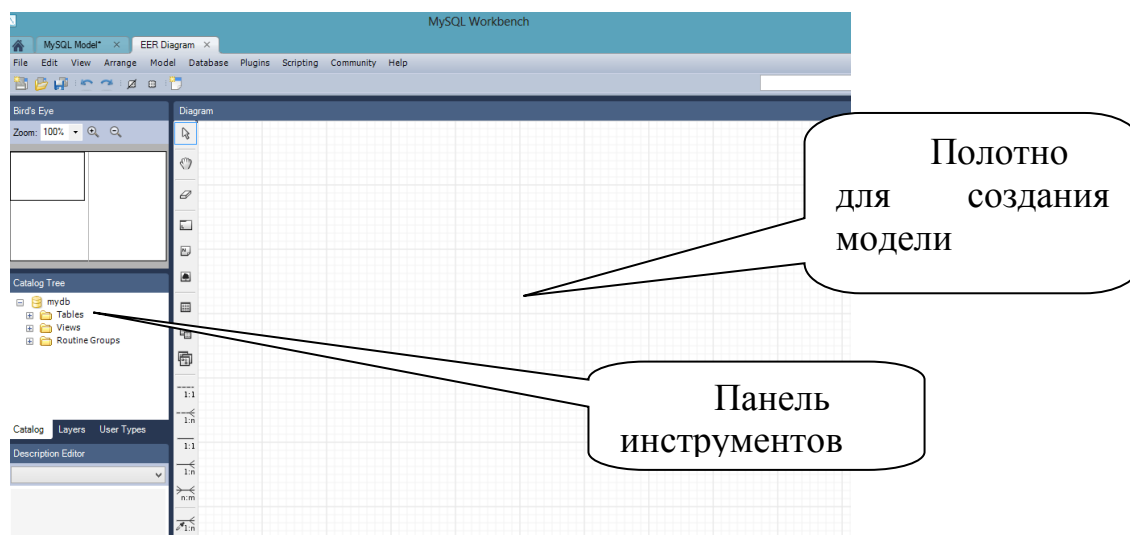 MySQL Workbench
MySQL Model* × EER Diagram ×
File Edit View Arrange Model Database Plugins Scripting Community Help
Bird's Eye
Zoom: 100%
Diagram
Полотно
для создания
модели
Catalog Tree
mydb
Tables
Views
Routine Groups
Панель
инструментов
1:1
1:n
1:1
1:n
n:m
1:n
Catalog Layers User Types
Description Editor